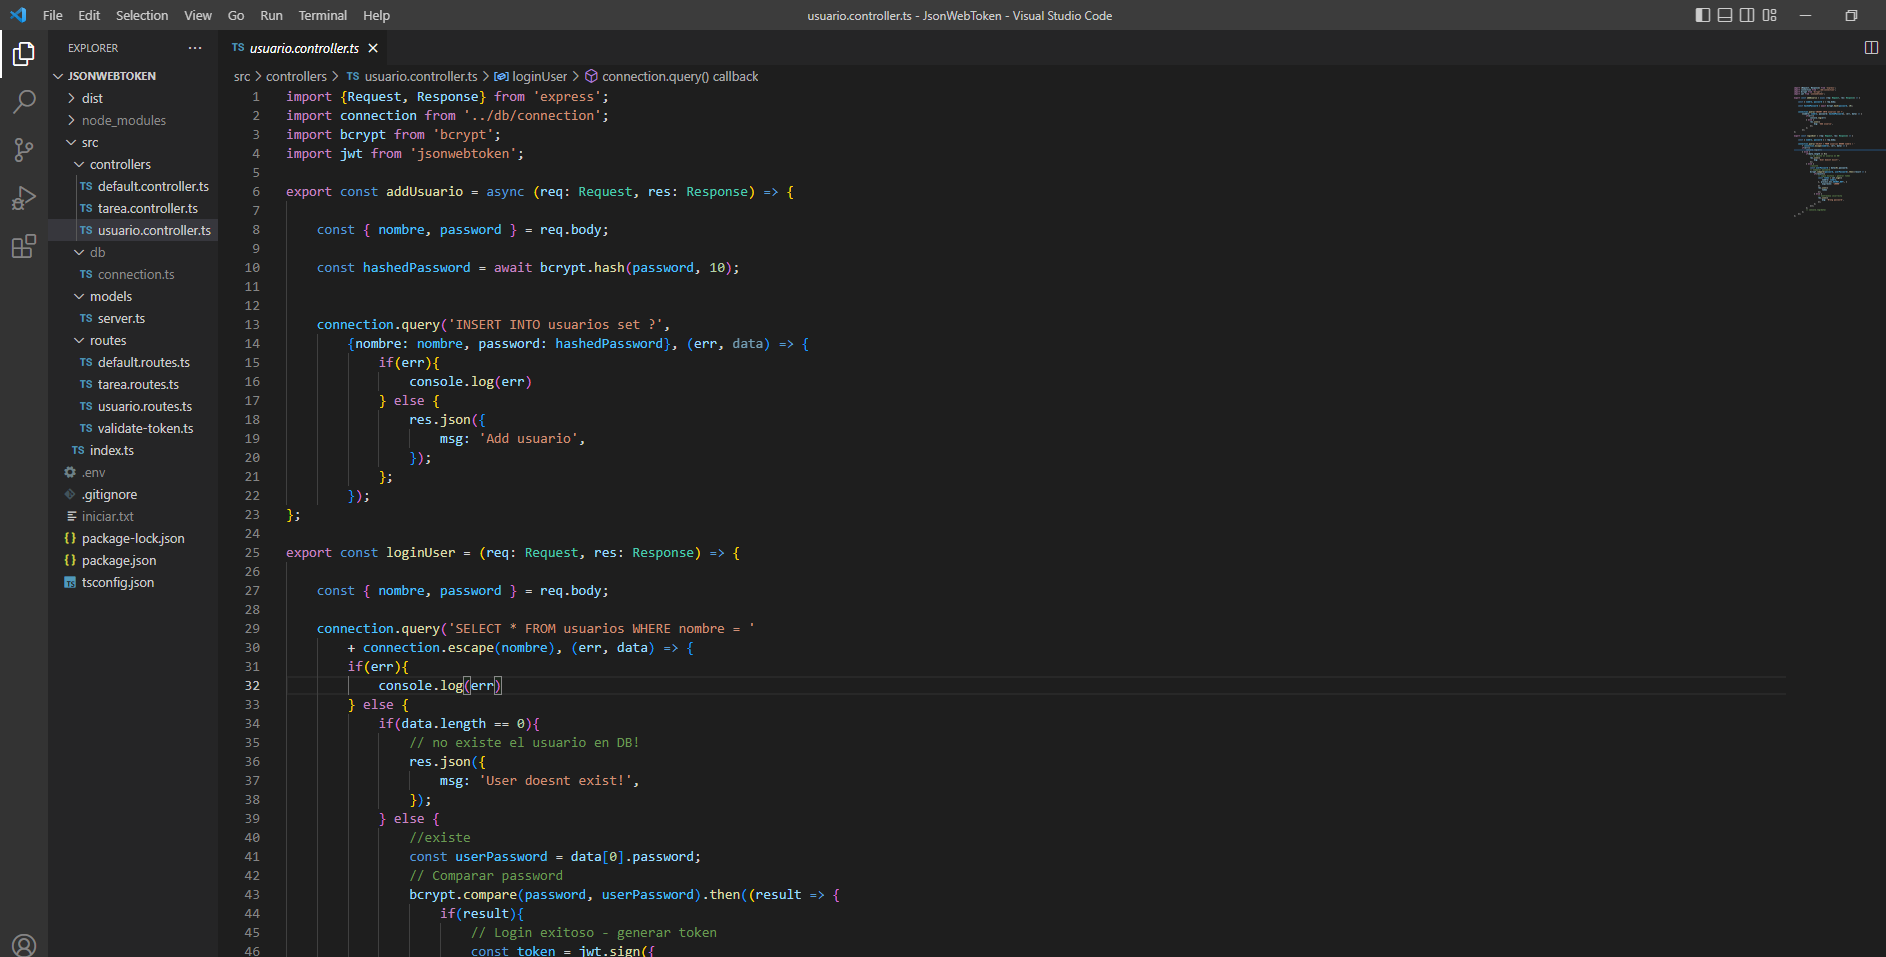 File Edit Selection View Go Run Terminal Help
usuario.controller.ts - JsonWebToken - Visual Studio Code
EXPLORER ···
JSONWEBTOKEN
dist
node_modules
src
controllers
TS default.controller.ts
TS tarea.controller.ts
TS usuario.controller.ts
db
TS connection.ts
models
TS server.ts
routes
TS default.routes.ts
TS tarea.routes.ts
TS usuario.routes.ts
TS validate-token.ts
TS index.ts
.env
.gitignore
iniciar.txt
{} package-lock.json
{} package.json
TS tsconfig.json
TS usuario.controller.ts
src > controllers > TS usuario.controller.ts > loginUser > connection.query() callback
1 import {Request, Response} from 'express';
2 import connection from '../db/connection';
3 import bcrypt from 'bcrypt';
4 import jwt from 'jsonwebtoken';
5
6 export const addUsuario = async (req: Request, res: Response) => {
7
8     const { nombre, password } = req.body;
9
10     const hashedPassword = await bcrypt.hash(password, 10);
11
12
13     connection.query('INSERT INTO usuarios set ?',
14         {nombre: nombre, password: hashedPassword}, (err, data) => {
15             if(err){
16                 console.log(err)
17             } else {
18                 res.json({
19                     msg: 'Add usuario',
20                 });
21             };
22         });
23 };
24
25 export const loginUser = (req: Request, res: Response) => {
26
27     const { nombre, password } = req.body;
28
29     connection.query('SELECT * FROM usuarios WHERE nombre = '
30         + connection.escape(nombre), (err, data) => {
31         if(err){
32             console.log(err)
33         } else {
34             if(data.length == 0){
35                 // no existe el usuario en DB!
36                 res.json({
37                     msg: 'User doesnt exist!',
38                 });
39             } else {
40                 //existe
41                 const userPassword = data[0].password;
42                 // Comparar password
43                 bcrypt.compare(password, userPassword).then((result => {
44                     if(result){
45                         // Login exitoso - generar token
46                         const token = jwt.sign({